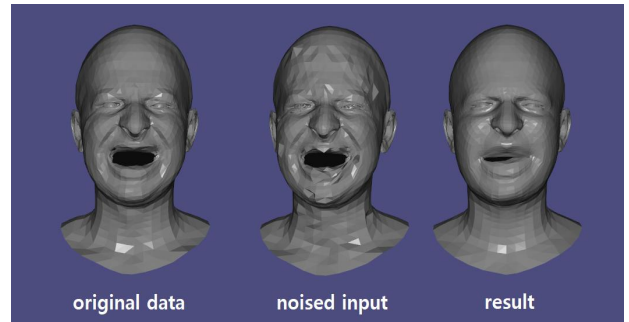 original data
noised input
result